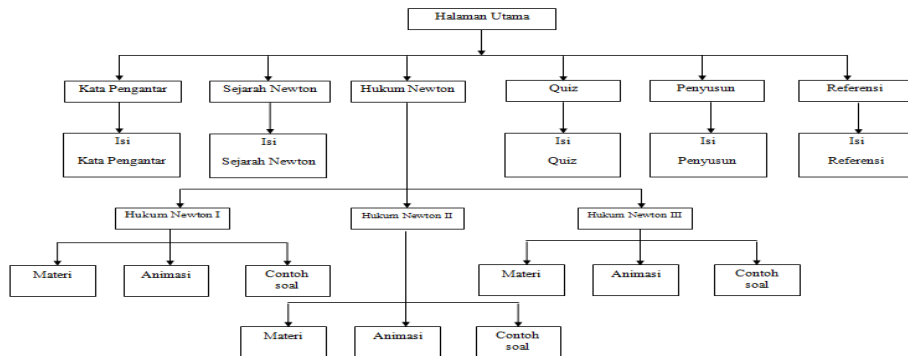 Halaman Utama
Kata Pengantar
Sejarah Newton
Hukum Newton
Quiz
Penyusun
Referensi
Isi
Kata Pengantar
Isi
Sejarah Newton
Isi
Quiz
Isi
Penyusun
Isi
Referensi
Hukum Newton I
Hukum Newton II
Hukum Newton III
Materi
Animasi
Contoh
soal
Materi
Animasi
Contoh
soal
Materi
Animasi
Contoh
soal